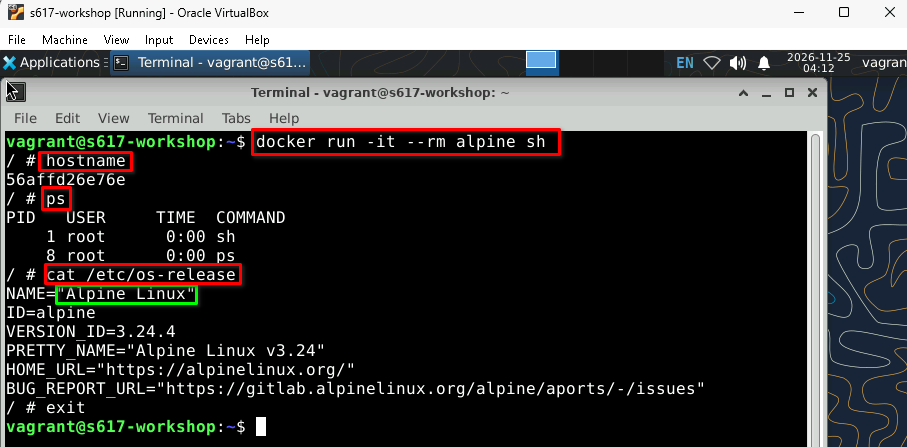 s617-workshop [Running] - Oracle VirtualBox
File Machine View Input Devices Help
Applications Terminal - vagrant@s61... EN 2026-11-25 vagran
04:12
Terminal - vagrant@s617-workshop: ~
File Edit View Terminal Tabs Help
vagrant@s617-workshop:~$ docker run -it --rm alpine sh
/ # hostname
56affd26e76e
/ # ps
PID USER TIME COMMAND
1 root 0:00 sh
8 root 0:00 ps
/ # cat /etc/os-release
NAME="Alpine Linux"
ID=alpine
VERSION_ID=3.24.4
PRETTY_NAME="Alpine Linux v3.24"
HOME_URL="https://alpinelinux.org/"
BUG_REPORT_URL="https://gitlab.alpinelinux.org/alpine/aports/-/issues"
/ # exit
vagrant@s617-workshop:~$